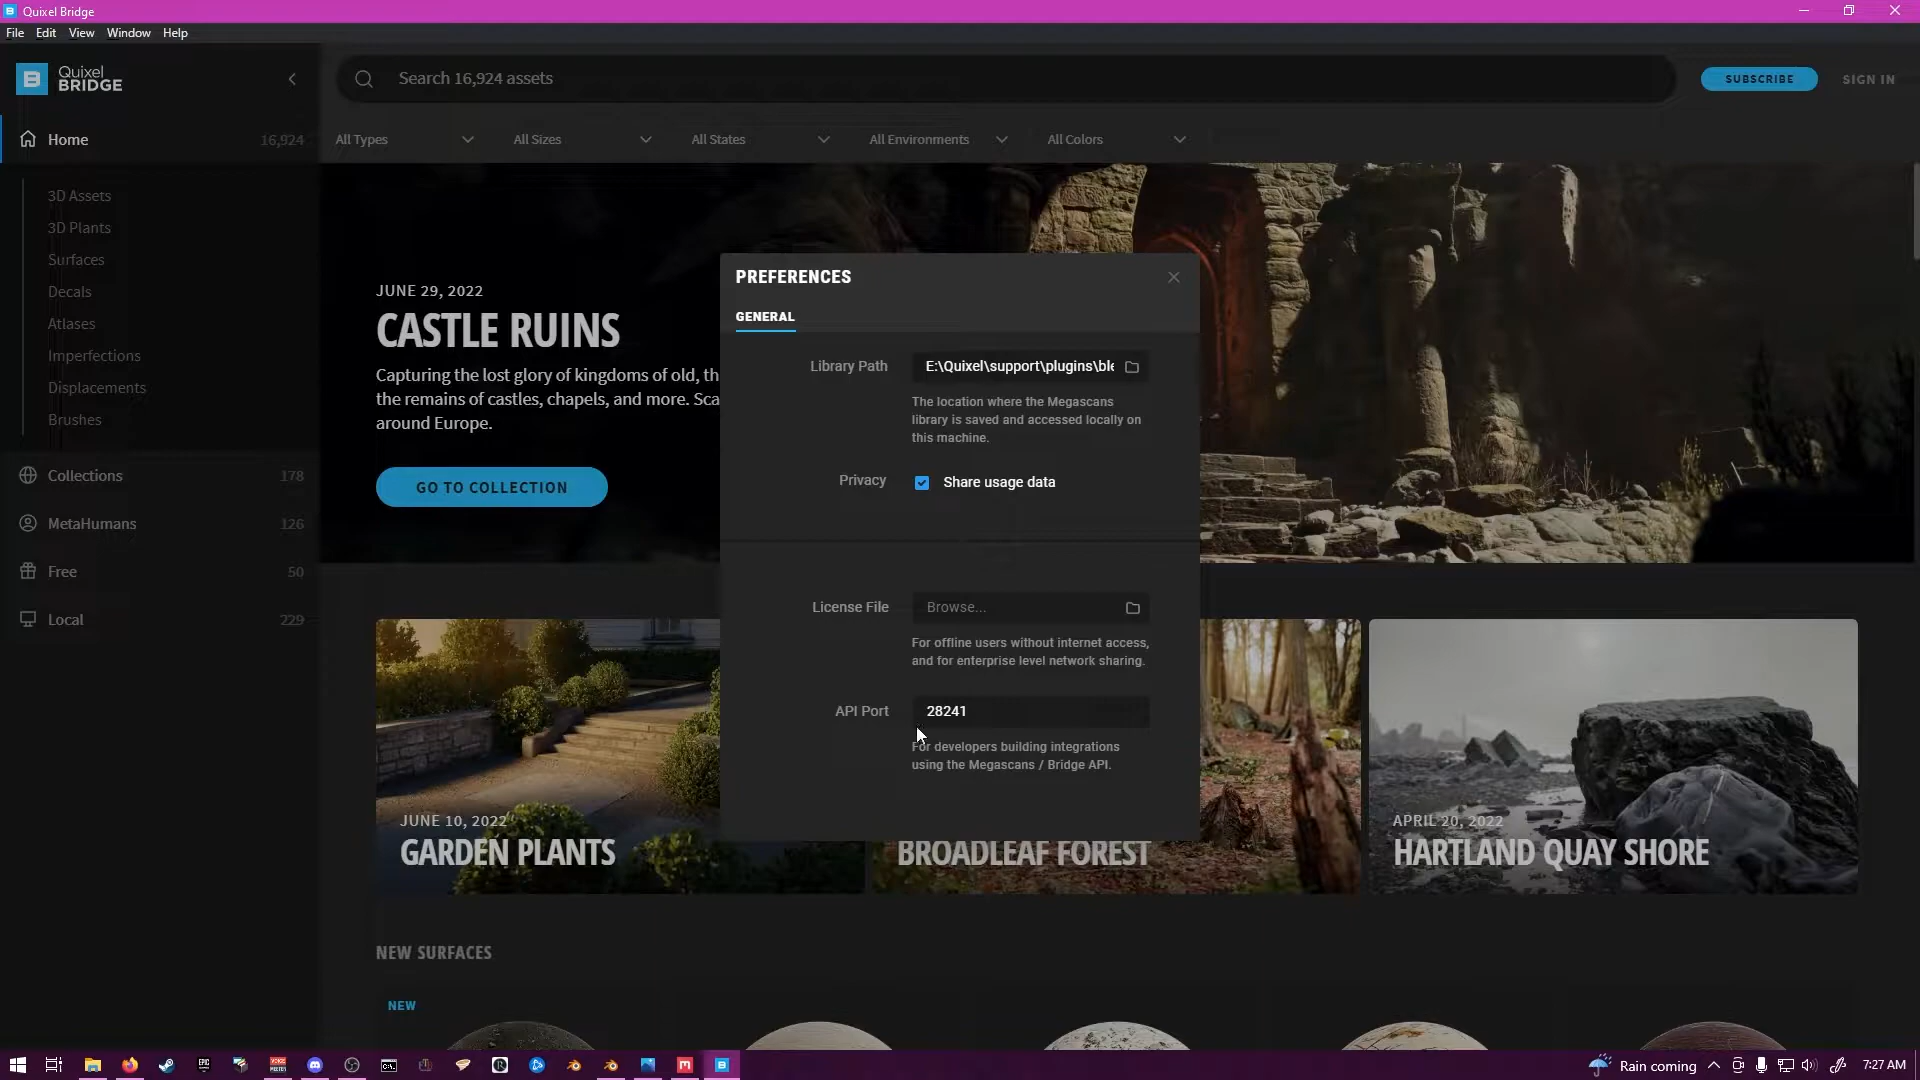 Quixel Bridge
File Edit View Window Help
Quixel
BRIDGE
Search 16,924 assets
SUBSCRIBE
SIGN IN
Home 16,924
All Types
All Sizes
All States
All Environments
All Colors
3D Assets
3D Plants
Surfaces
Decals
Atlases
Imperfections
Displacements
Brushes
Collections 178
MetaHumans 126
Free 50
Local 229
JUNE 29, 2022
CASTLE RUINS
Capturing the lost glory of kingdoms of old, th
the remains of castles, chapels, and more. Sca
around Europe.
GO TO COLLECTION
PREFERENCES
GENERAL
Library Path E:\Quixel\support\plugins\ble
The location where the Megascans
library is saved and accessed locally on
this machine.
Privacy Share usage data
License File Browse...
For offline users without internet access,
and for enterprise level network sharing.
API Port 28241
For developers building integrations
using the Megascans / Bridge API.
JUNE 10, 2022
GARDEN PLANTS
BROADLEAF FOREST
APRIL 20, 2022
HARTLAND QUAY SHORE
NEW SURFACES
NEW
Rain coming
7:27 AM